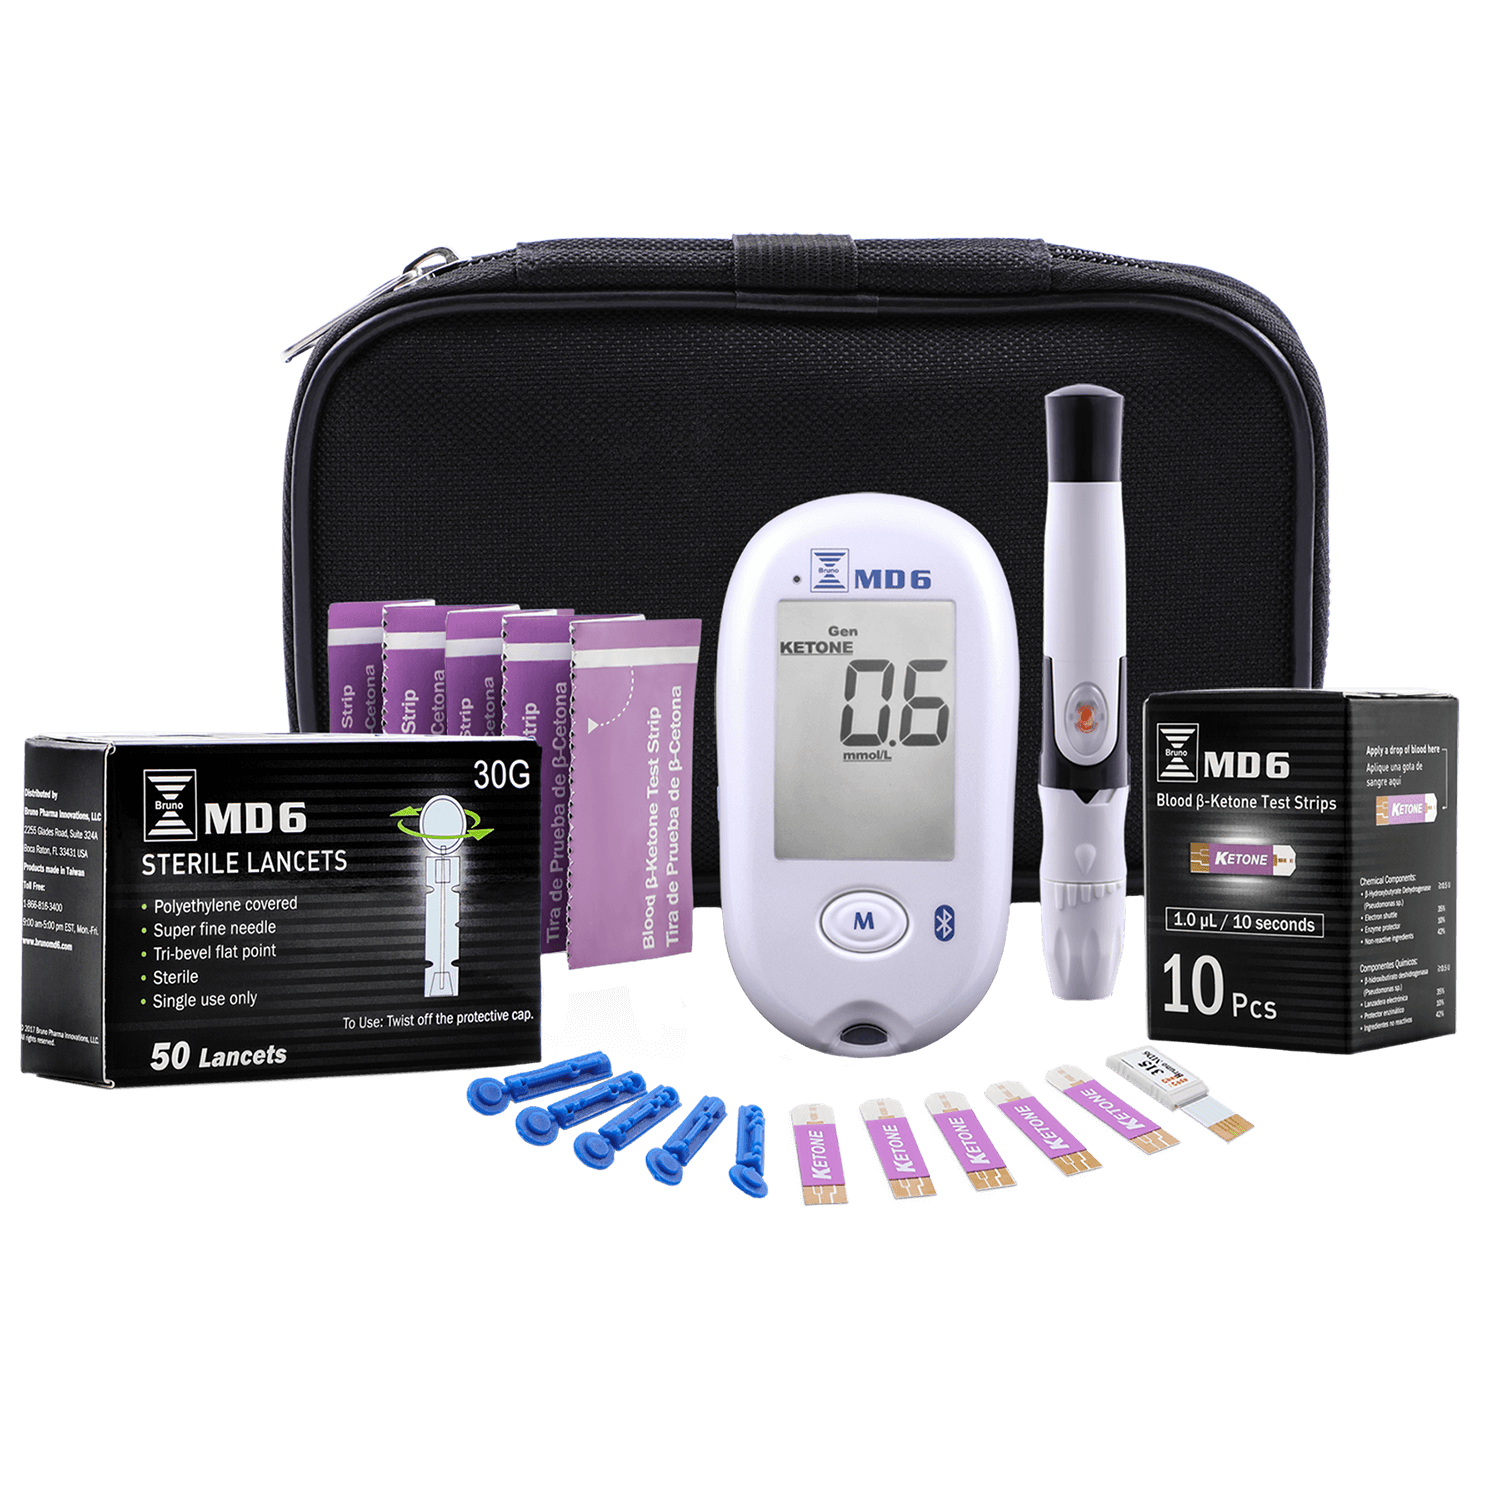 Distributed by
Bruno Pharma Innovations, LLC
2255 Glades Road, Suite 324A
Boca Raton, FL 33431 USA
Products made in Taiwan
Toll Free:
1-866-816-3400
9:00 am-5:00 pm EST, Mon.-Fri.
www.brunomd6.com
© 2017 Bruno Pharma Innovations, LLC.
All rights reserved.
Bruno
MD6
30G
STERILE LANCETS
• Polyethylene covered
• Super fine needle
• Tri-bevel flat point
• Sterile
• Single use only
To Use: Twist off the protective cap.
50 Lancets
Strip
Cetona
Strip
Cetona
Strip
Cetona
Strip
Tira de Prueba de β-Cetona
Blood β-Ketone Test Strip
Tira de Prueba de β-Cetona
Bruno
MD6
Gen
KETONE
0.6
mmol/L
M
Bruno
MD6
Blood β-Ketone Test Strips
KETONE
1.0 µL / 10 seconds
10 Pcs
Apply a drop of blood here
Aplique una gota de
sangre aquí
KETONE
Chemical Components:
• β-Hydroxybutyrate Dehydrogenase
(Pseudomonas sp.)
• Electron shuttle
• Enzyme protector
• Non-reactive ingredients
Componentes Químicos:
• β-hidroxibutirato deshidrogenasa
(Pseudomonas sp.)
• Lanzadera electrónica
• Protector enzimático
• Ingredientes no reactivos
KETONE
KETONE
KETONE
KETONE
KETONE
315
Bruno MD6